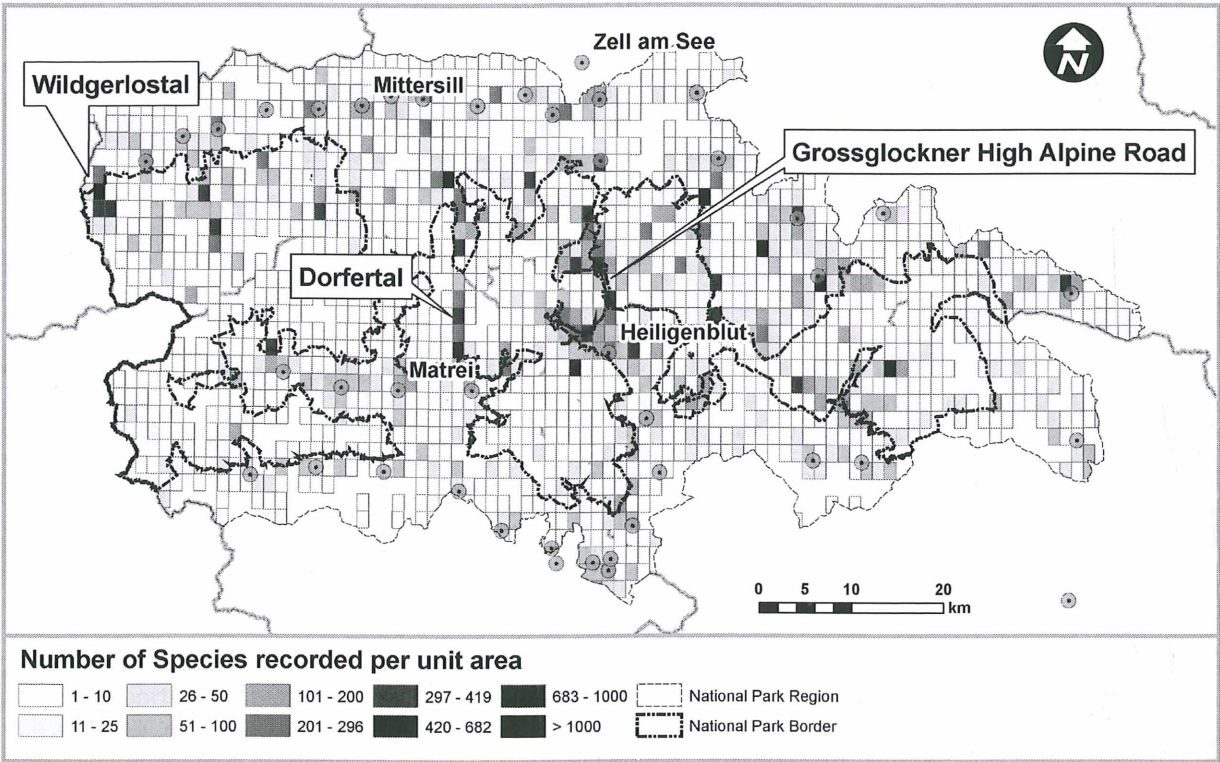 Zell am See
N
Wildgerlostal
Mittersill
Grossglockner High Alpine Road
Dorfertal
Heiligenblut
Matrei
0 5 10 20
km
Number of Species recorded per unit area
1 - 10 26 - 50 101 - 200 297 - 419 683 - 1000 National Park Region
11 - 25 51 - 100 201 - 296 420 - 682 > 1000 National Park Border